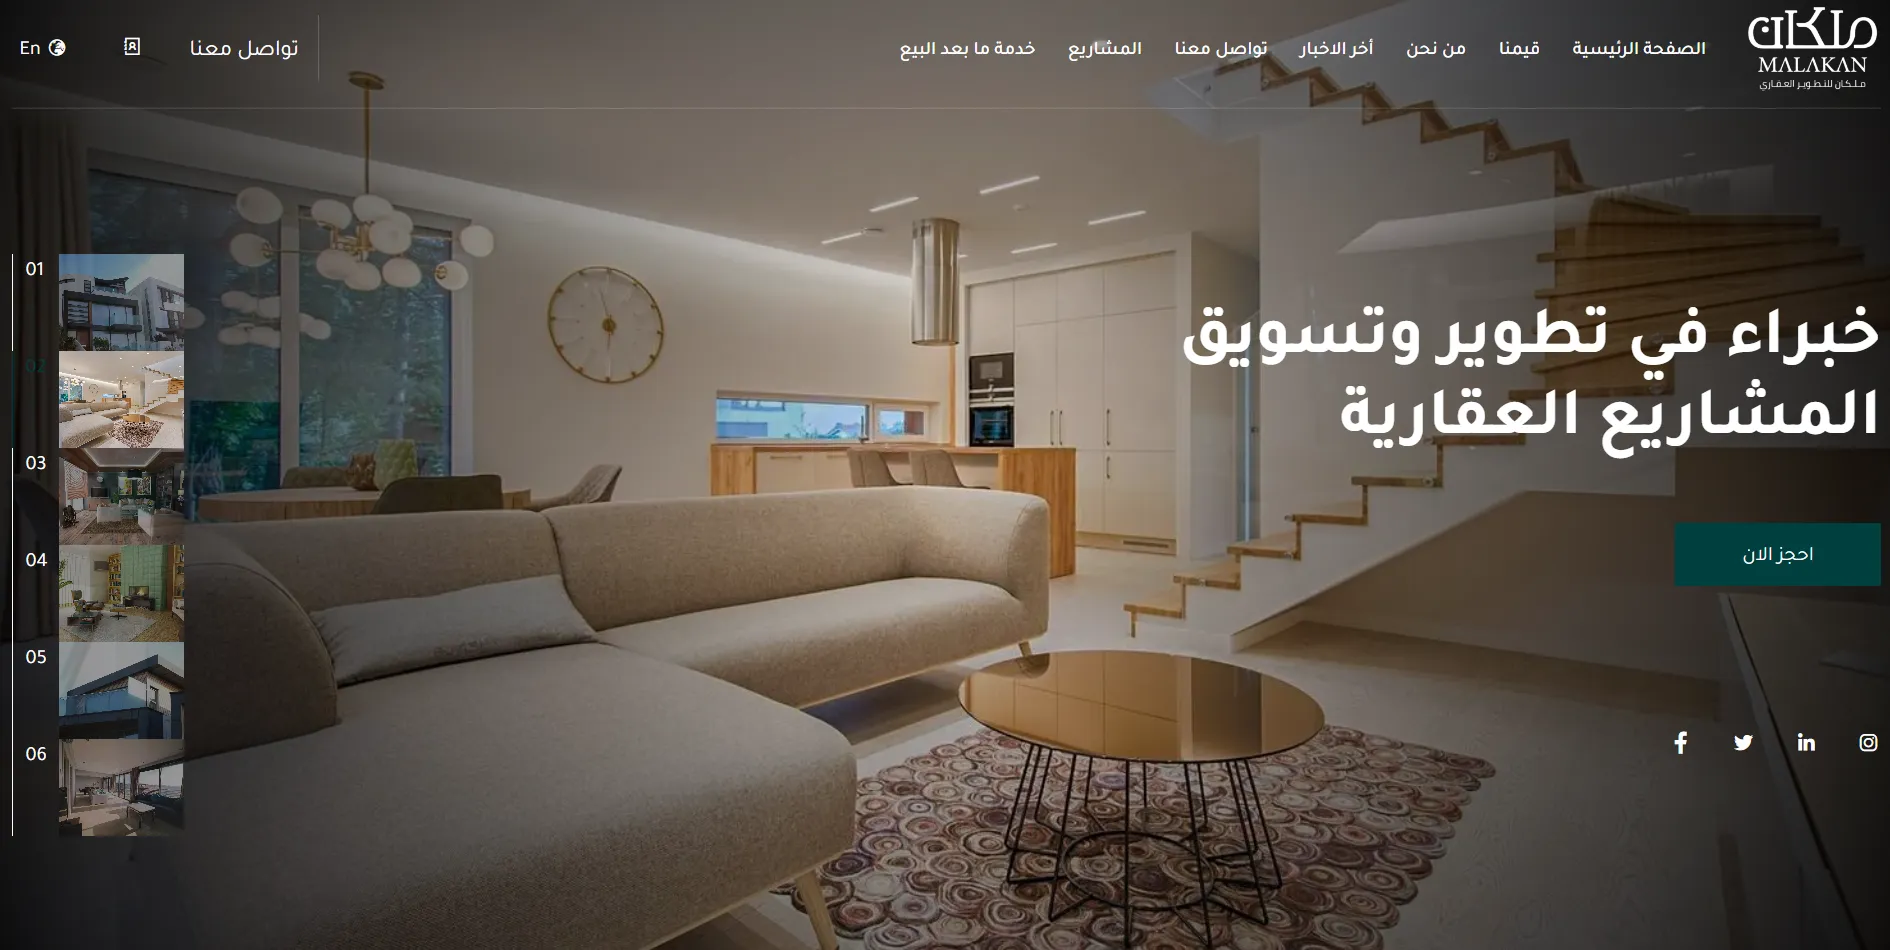 ملكان
MALAKAN
ملكان للتطوير العقاري
الصفحة الرئيسية
قيمنا
من نحن
أخر الاخبار
تواصل معنا
المشاريع
خدمة ما بعد البيع
تواصل معنا
En
خبراء في تطوير وتسويق
المشاريع العقارية
احجز الان
01
02
03
04
05
06